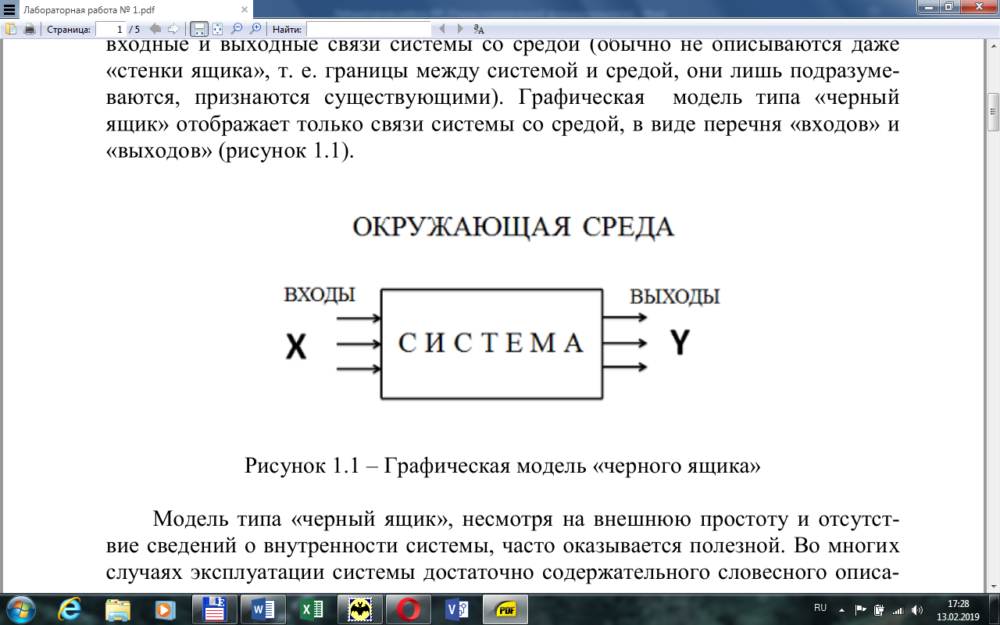 Лабораторная работа № 1.pdf
Страница: 1 / 5 Найти:
входные и выходные связи системы со средой (обычно не описываются даже
«стенки ящика», т. е. границы между системой и средой, они лишь подразуме-
ваются, признаются существующими). Графическая модель типа «черный
ящик» отображает только связи системы со средой, в виде перечня «входов» и
«выходов» (рисунок 1.1).
ОКРУЖАЮЩАЯ СРЕДА
ВХОДЫ
ВЫХОДЫ
X
С И С Т Е М А
Y
Рисунок 1.1 – Графическая модель «черного ящика»
Модель типа «черный ящик», несмотря на внешнюю простоту и отсутст-
вие сведений о внутренности системы, часто оказывается полезной. Во многих
случаях эксплуатации системы достаточно содержательного словесного описа-
PDF
RU
17:28
13.02.2019